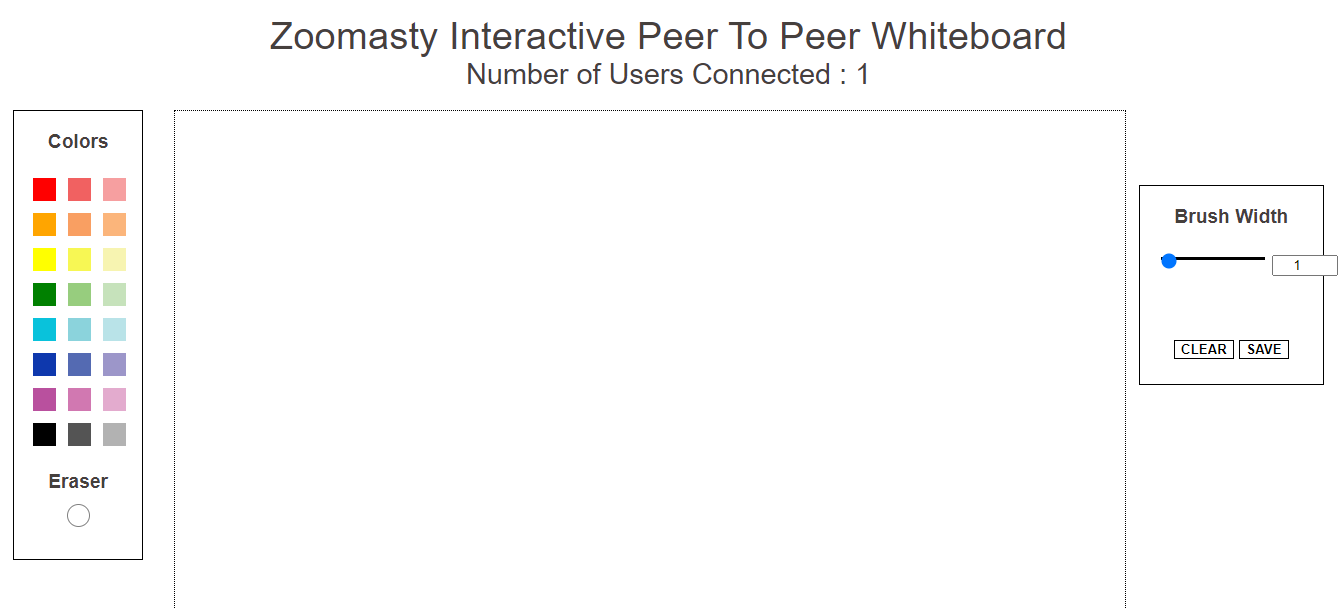 Zoomasty Interactive Peer To Peer Whiteboard
Number of Users Connected : 1
Colors
Eraser
Brush Width
1
CLEAR SAVE